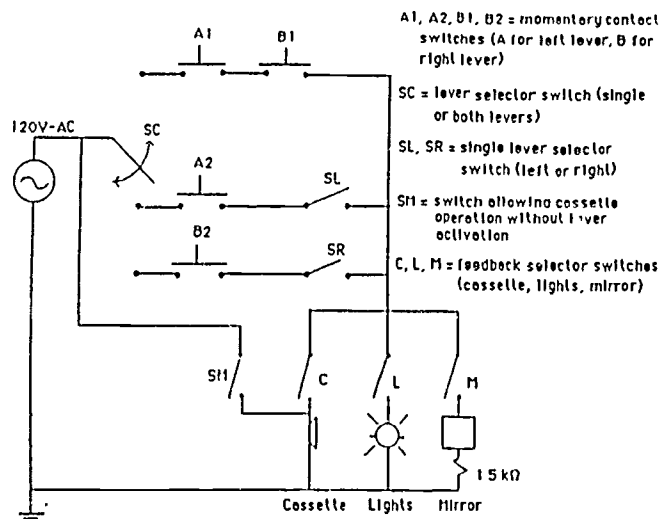 A1, A2, B1, B2 = momentary contact
switches (A for left lever, B for
right lever)
SC = lever selector switch (single
or both levers)
SL, SR = single lever selector
switch (left or right)
SM = switch allowing cassette
operation without lever
activation
C, L, M = feedback selector switches
(cassette, lights, mirror)
A1
B1
120V-AC
SC
A2
SL
B2
SR
SM
C
L
M
1.5 kΩ
Cassette
Lights
Mirror